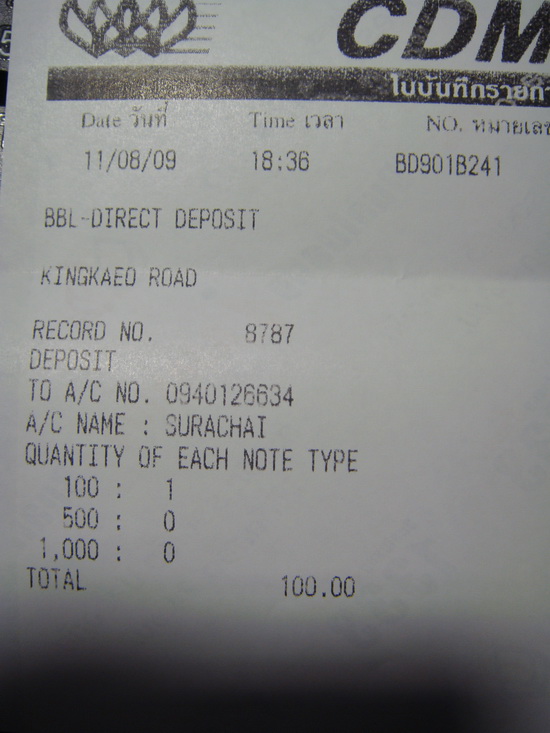 CDM
ใบบันทึกรายกา
Date วันที่ Time เวลา NO. หมายเลข
11/08/09 18:36 BD901B241
BBL-DIRECT DEPOSIT
KINGKAEO ROAD
RECORD NO. 8787
DEPOSIT
TO A/C NO. 0940126634
A/C NAME : SURACHAI
QUANTITY OF EACH NOTE TYPE
100 : 1
500 : 0
1,000 : 0
TOTAL 100.00